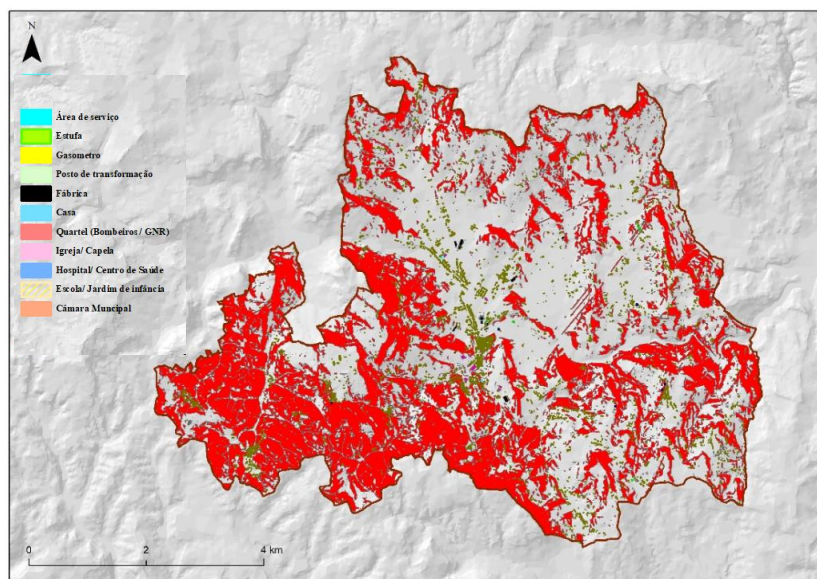 N
Área de serviço
Estufa
Gasometro
Posto de transformação
Fábrica
Casa
Quartel (Bombeiros / GNR)
Igreja/ Capela
Hospital/ Centro de Saúde
Escola/ Jardim de infância
Câmara Muncipal
0 2 4 km